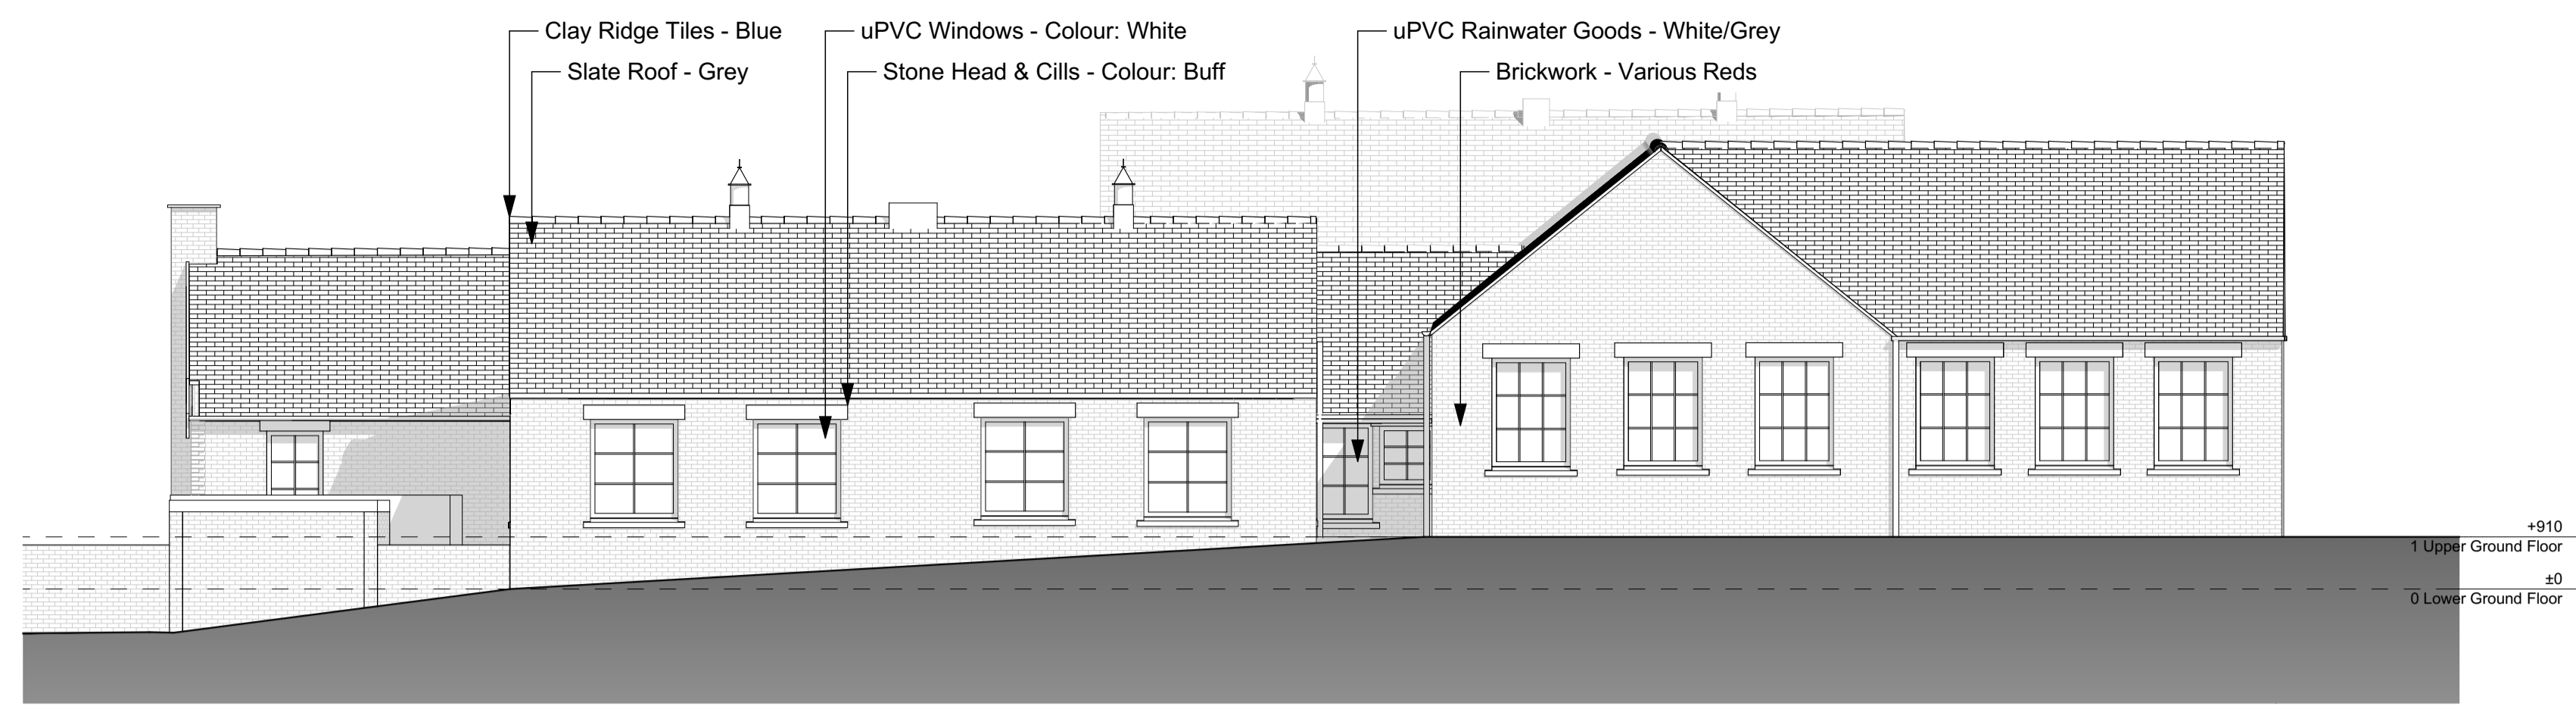 Clay Ridge Tiles - Blue
Slate Roof - Grey
uPVC Windows - Colour: White
Stone Head & Cills - Colour: Buff
uPVC Rainwater Goods - White/Grey
Brickwork - Various Reds
+910
1 Upper Ground Floor
±0
0 Lower Ground Floor